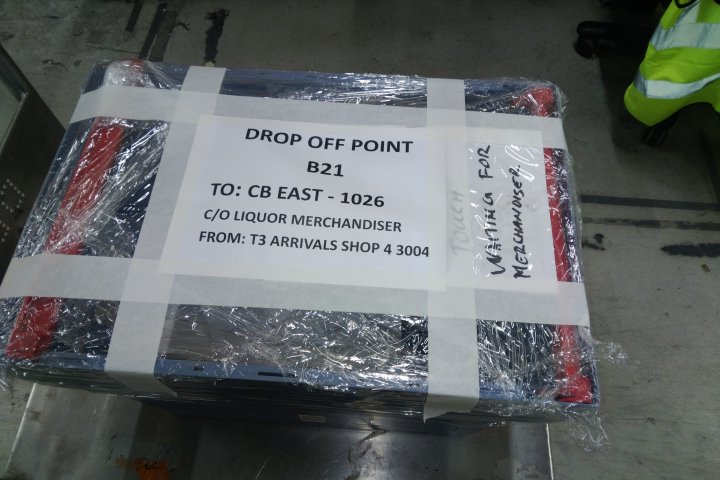 DROP OFF POINT
B21
TO: CB EAST - 1026
C/O LIQUOR MERCHANDISER
FROM: T3 ARRIVALS SHOP 4 3004
TOUCH
WAITING FOR
MERCHANDISER